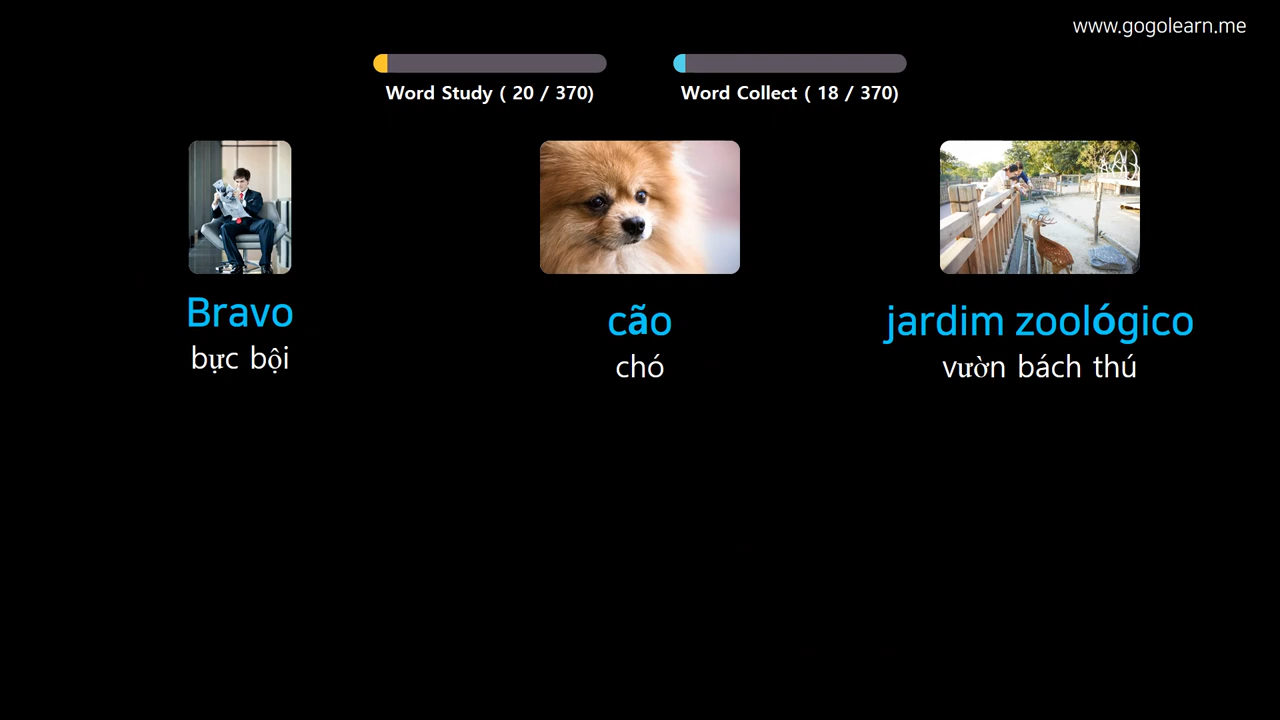 www.gogolearn.me
Word Study ( 20 / 370)
Word Collect ( 18 / 370)
Bravo
bực bội
cão
chó
jardim zoológico
vườn bách thú